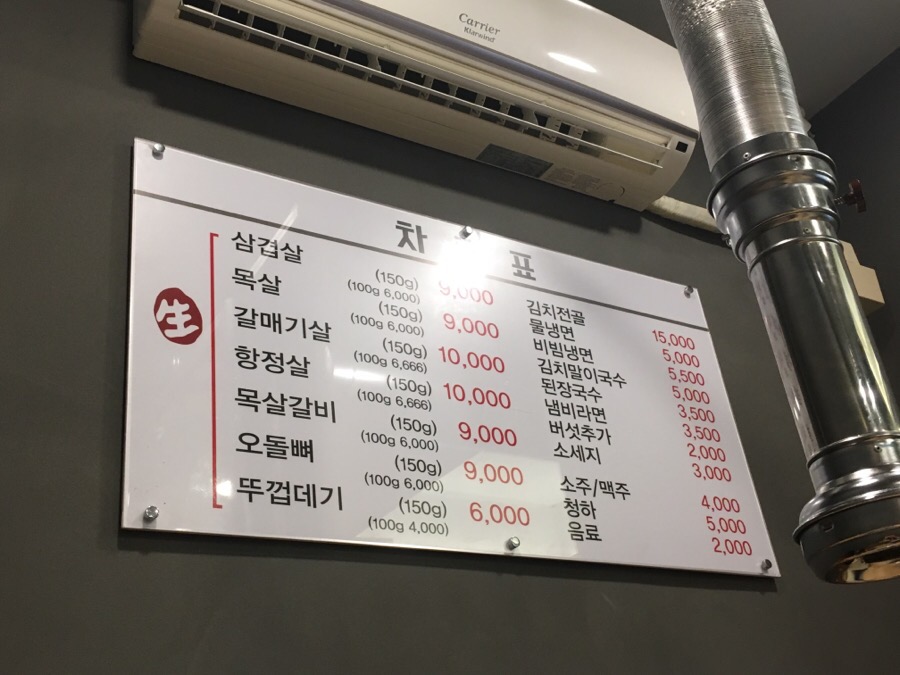 Carrier
Klarwind
차 표
生
삼겹살 (150g) 9,000
(100g 6,000)
목살 (150g) 9,000
(100g 6,000)
갈매기살 (150g) 10,000
(100g 6,666)
항정살 (150g) 10,000
(100g 6,666)
목살갈비 (150g) 9,000
(100g 6,000)
오돌뼈 (150g) 9,000
(100g 6,000)
뚜껍데기 (150g) 6,000
(100g 4,000)
김치전골 15,000
물냉면 5,000
비빔냉면 5,500
김치말이국수 5,000
된장국수 3,500
냄비라면 3,500
버섯추가 2,000
소세지 3,000
소주/맥주 4,000
청하 5,000
음료 2,000